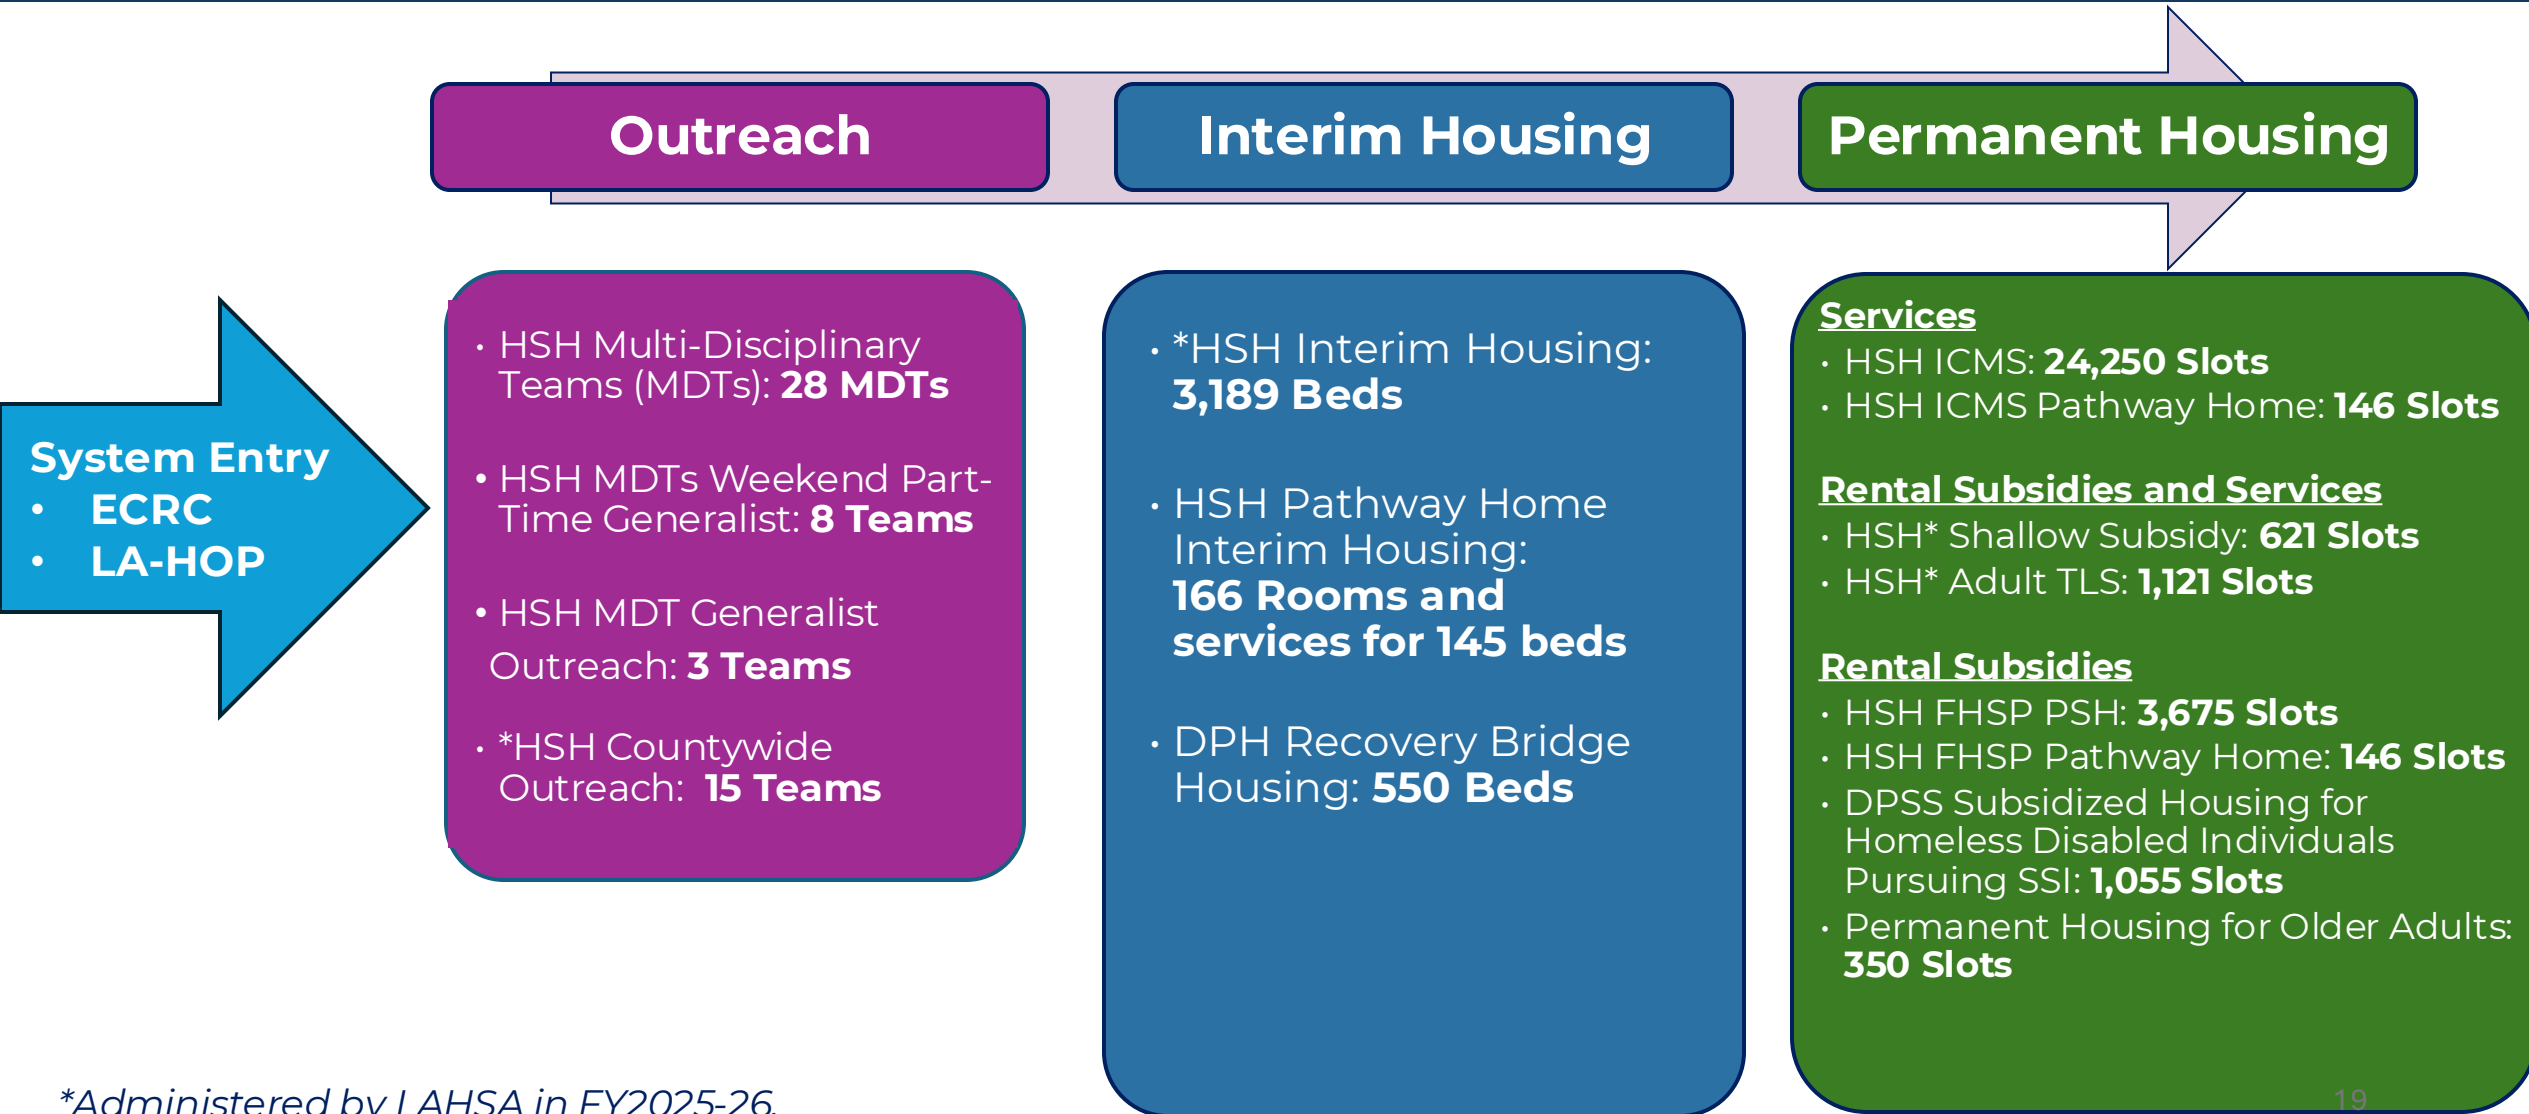 Outreach
Interim Housing
Permanent Housing
System Entry
• ECRC
• LA-HOP
• HSH Multi-Disciplinary
Teams (MDTs): 28 MDTs
• HSH MDTs Weekend Part-
Time Generalist: 8 Teams
• HSH MDT Generalist
Outreach: 3 Teams
• *HSH Countywide
Outreach: 15 Teams
• *HSH Interim Housing:
3,189 Beds
• HSH Pathway Home
Interim Housing:
166 Rooms and
services for 145 beds
• DPH Recovery Bridge
Housing: 550 Beds
Services
• HSH ICMS: 24,250 Slots
• HSH ICMS Pathway Home: 146 Slots
Rental Subsidies and Services
• HSH* Shallow Subsidy: 621 Slots
• HSH* Adult TLS: 1,121 Slots
Rental Subsidies
• HSH FHSP PSH: 3,675 Slots
• HSH FHSP Pathway Home: 146 Slots
• DPSS Subsidized Housing for
Homeless Disabled Individuals
Pursuing SSI: 1,055 Slots
• Permanent Housing for Older Adults:
350 Slots
*Administered by LAHSA in FY2025-26.
19